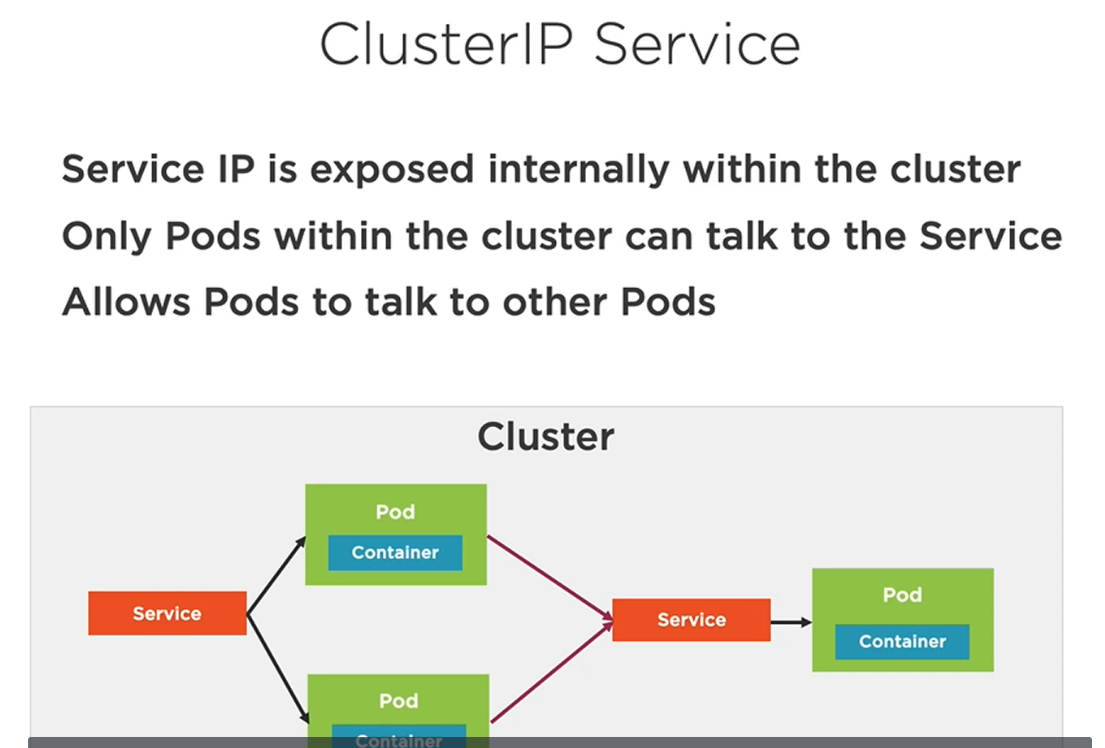 ClusterIP Service
Service IP is exposed internally within the cluster
Only Pods within the cluster can talk to the Service
Allows Pods to talk to other Pods
Cluster
Pod
Container
Service
Service
Pod
Container
Pod
Container